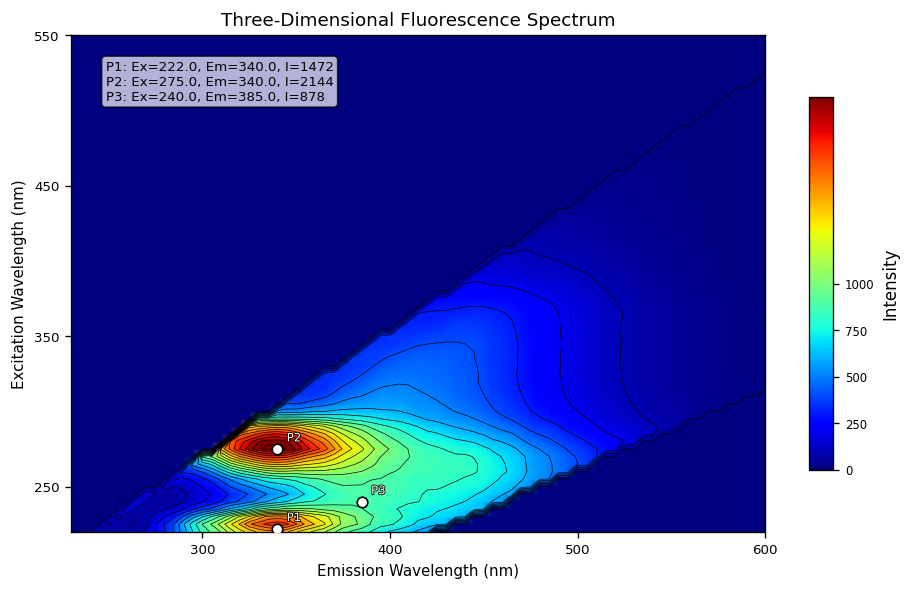 Three-Dimensional Fluorescence Spectrum
P1: Ex=222.0, Em=340.0, I=1472
P2: Ex=275.0, Em=340.0, I=2144
P3: Ex=240.0, Em=385.0, I=878
550
450
350
250
Excitation Wavelength (nm)
P2
P3
P1
300
400
500
600
Emission Wavelength (nm)
1000
750
500
250
0
Intensity